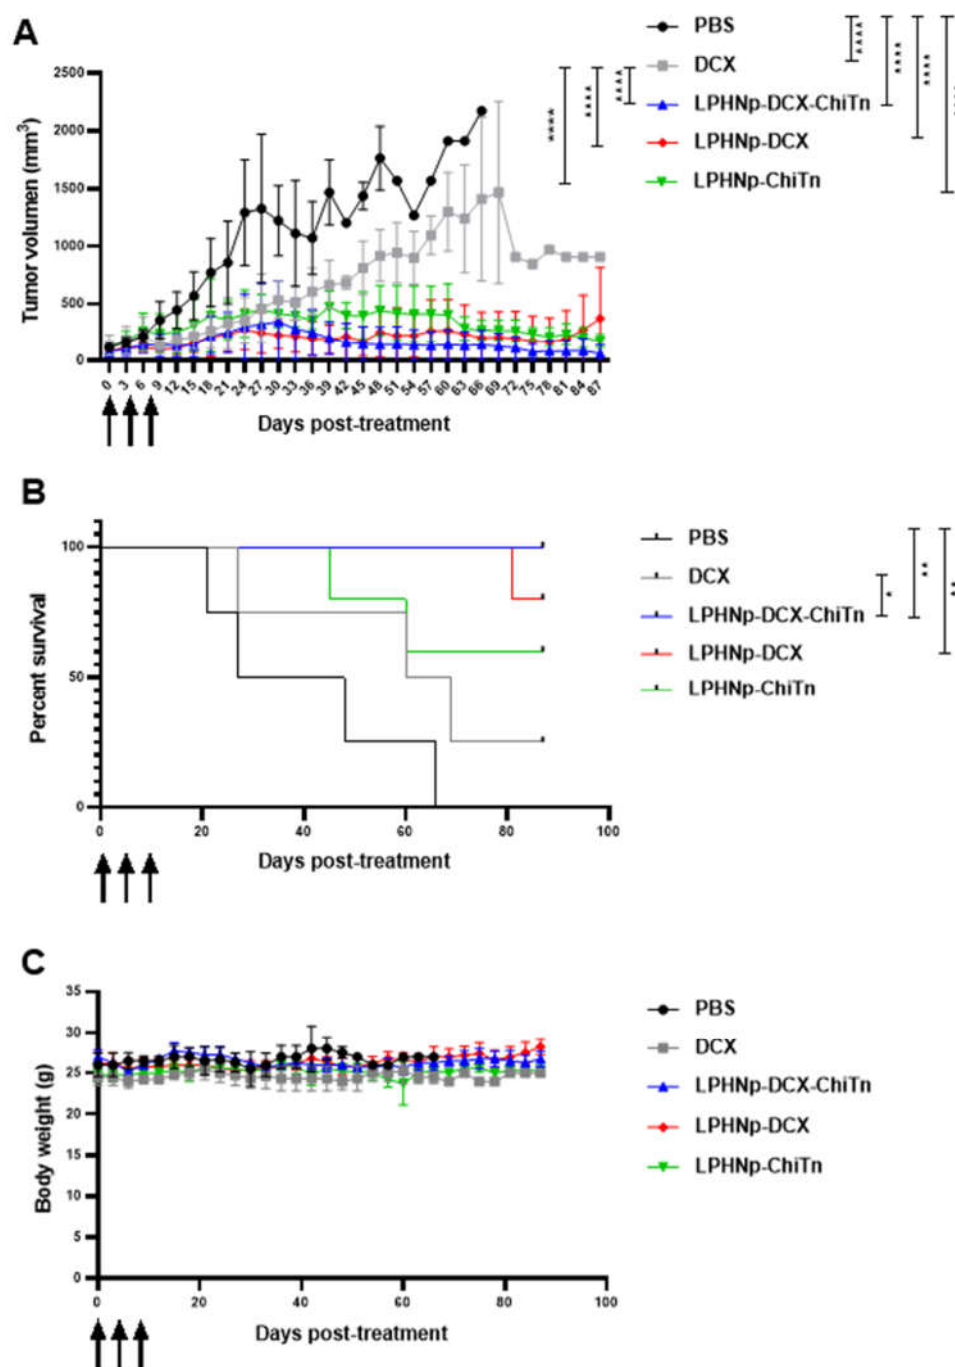 A
PBS
DCX
LPHNp-DCX-ChiTn
LPHNp-DCX
LPHNp-ChiTn
****
****
****
****
****
****
2500
2000
1500
1000
500
0
Tumor volumen (mm³)
0 3 6 9 12 15 18 21 24 27 30 33 36 39 42 45 48 51 54 57 60 63 66 69 72 75 78 81 84 87
Days post-treatment
B
PBS
DCX
LPHNp-DCX-ChiTn
LPHNp-DCX
LPHNp-ChiTn
*
**
**
100
50
0
Percent survival
0 20 40 60 80 100
Days post-treatment
C
PBS
DCX
LPHNp-DCX-ChiTn
LPHNp-DCX
LPHNp-ChiTn
35
30
25
20
15
10
5
0
Body weight (g)
0 20 40 60 80 100
Days post-treatment